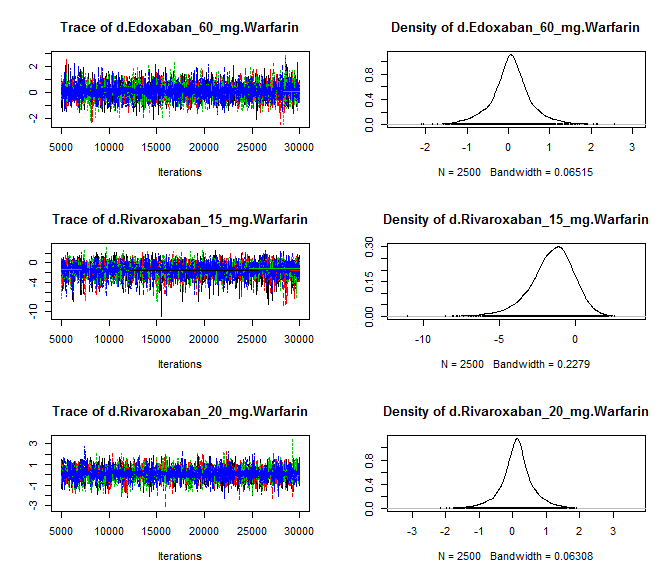 Trace of d.Edoxaban_60_mg.Warfarin
2
0
-2
5000 10000 15000 20000 25000 30000
Iterations
Density of d.Edoxaban_60_mg.Warfarin
0.8
0.4
0.0
-2 -1 0 1 2 3
N = 2500 Bandwidth = 0.06515
Trace of d.Rivaroxaban_15_mg.Warfarin
0
-4
-10
5000 10000 15000 20000 25000 30000
Iterations
Density of d.Rivaroxaban_15_mg.Warfarin
0.30
0.15
0.00
-10 -5 0
N = 2500 Bandwidth = 0.2279
Trace of d.Rivaroxaban_20_mg.Warfarin
3
1
-1
-3
5000 10000 15000 20000 25000 30000
Iterations
Density of d.Rivaroxaban_20_mg.Warfarin
0.8
0.4
0.0
-3 -2 -1 0 1 2 3
N = 2500 Bandwidth = 0.06308